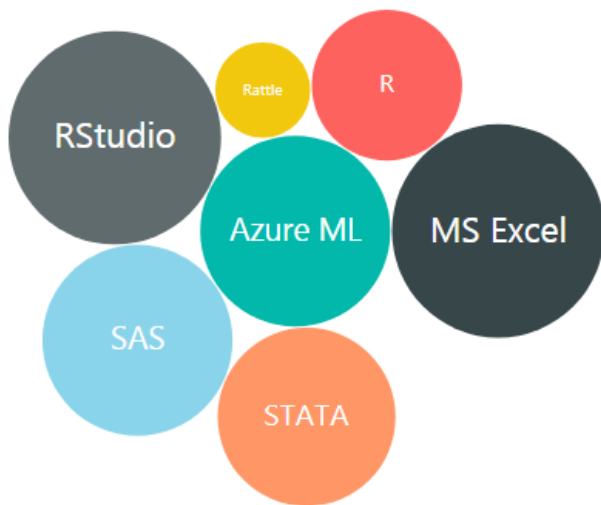 Rattle
R
RStudio
Azure ML
MS Excel
SAS
STATA